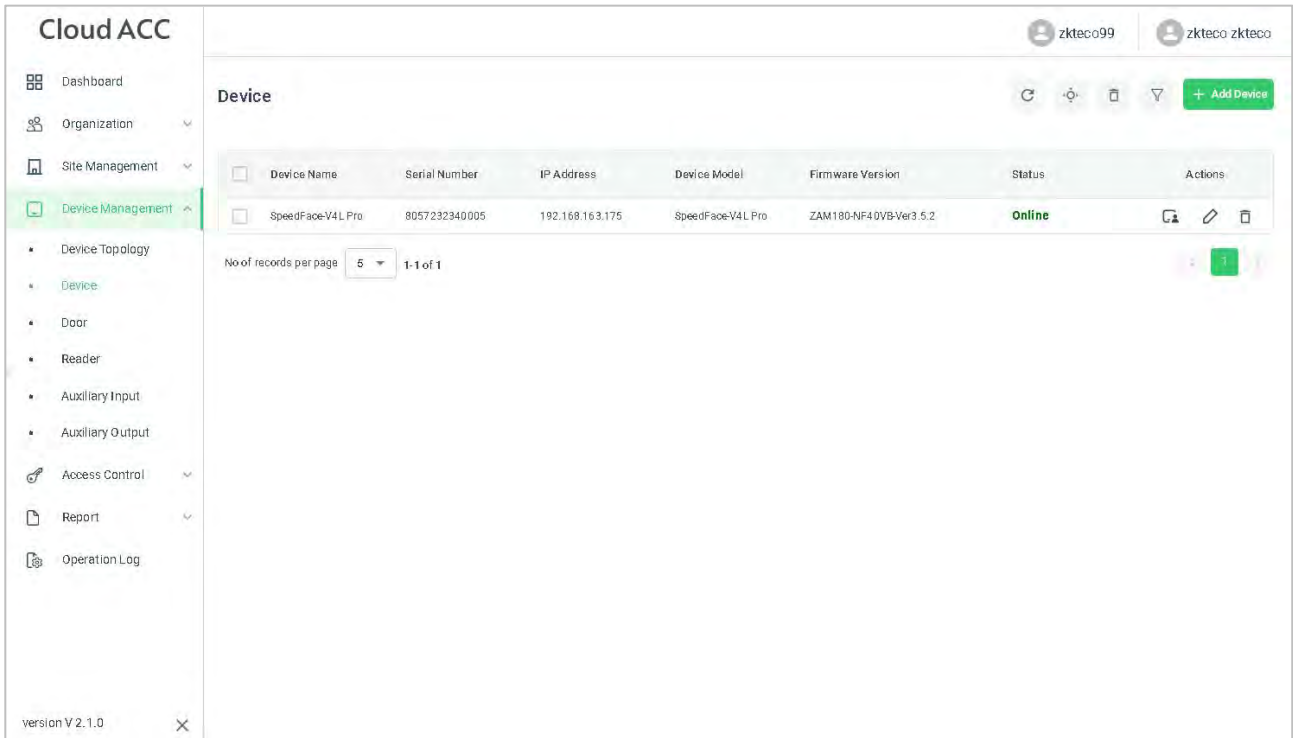 Cloud ACC
zkteco99
zkteco zkteco
Dashboard
Organization
Site Management
Device Management
Device Topology
Device
Door
Reader
Auxiliary Input
Auxiliary Output
Access Control
Report
Operation Log
version V 2.1.0
Device
+ Add Device
Device Name Serial Number IP Address Device Model Firmware Version Status Actions
SpeedFace-V4L Pro 8057232340005 192.168.163.175 SpeedFace-V4L Pro ZAM180-NF40VB-Ver3.5.2 Online
No of records per page 5 1-1 of 1 1